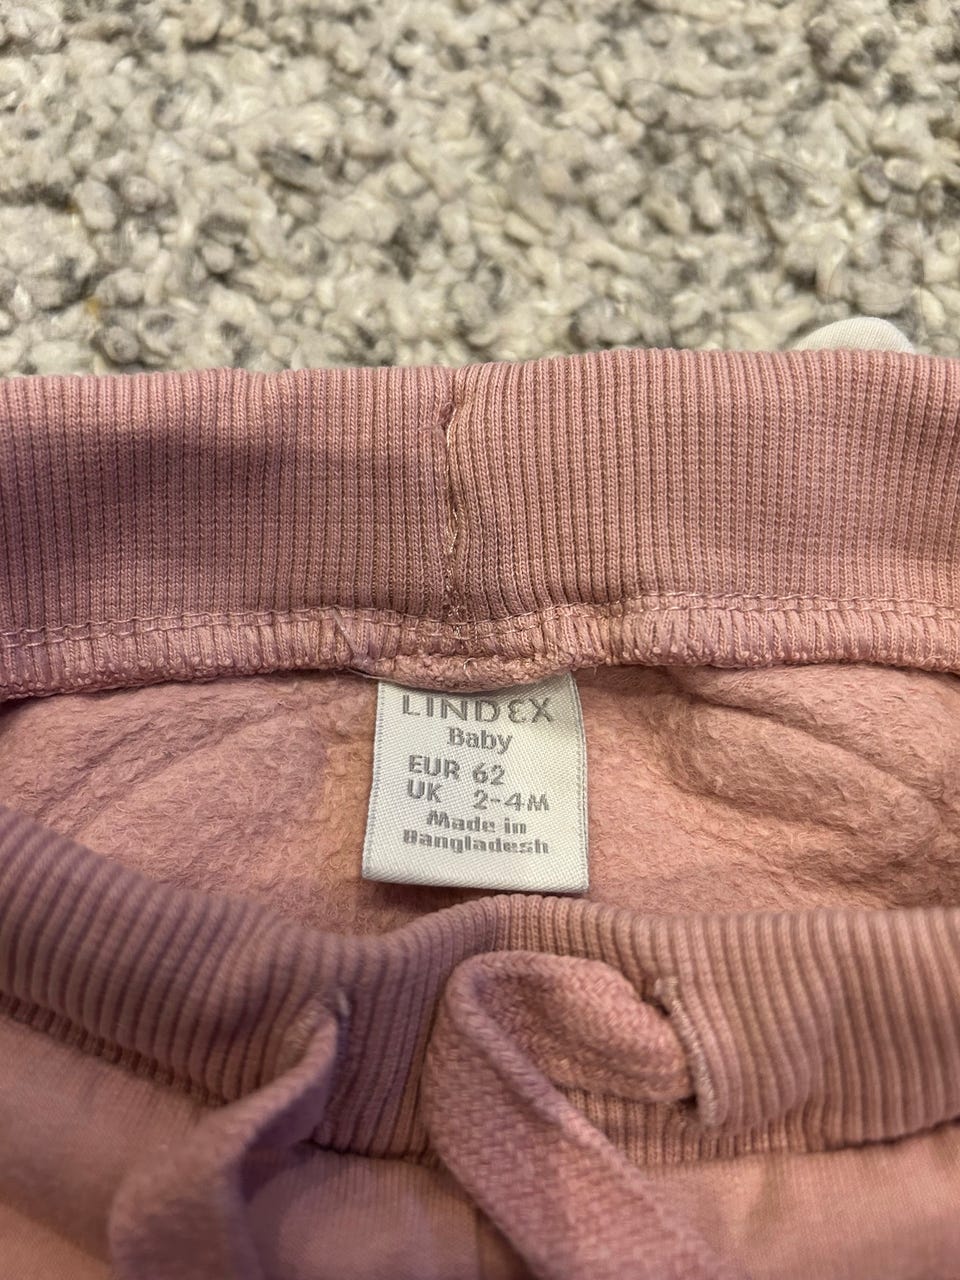 LINDEX
Baby
EUR 62
UK 2-4M
Made in
Bangladesh